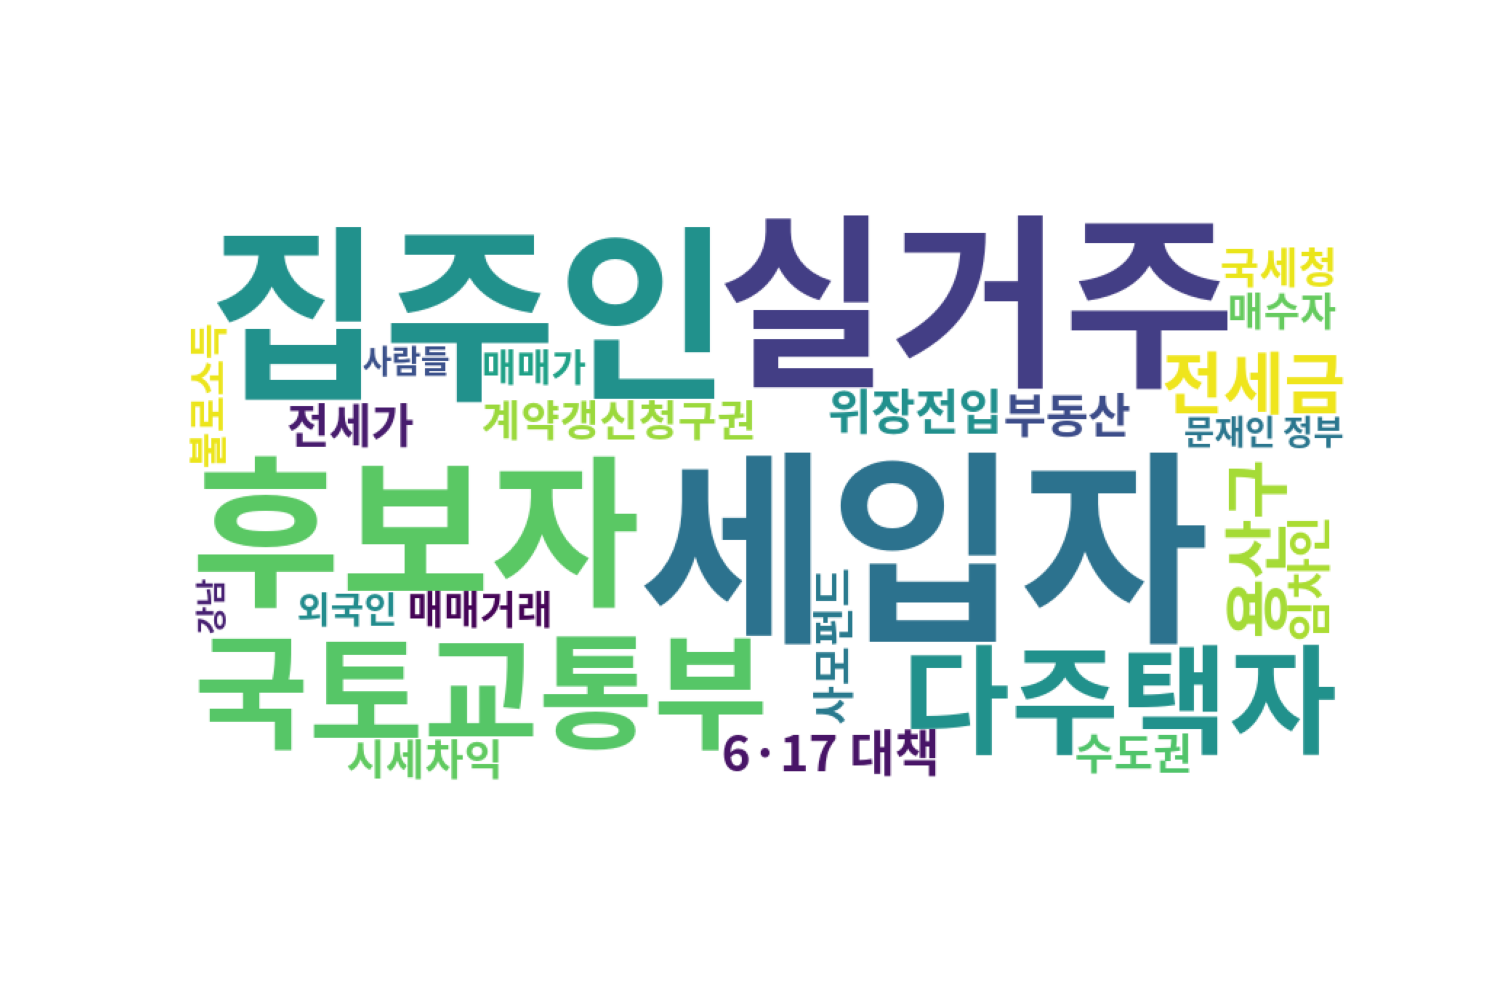 집주인
실거주
국세청
매수자
불로소득
사람들
매매가
전세금
전세가
계약갱신청구권
위장전입
부동산
문재인 정부
후보자
세입자
용산구
임차인
강남
외국인
매매거래
사모펀드
국토교통부
다주택자
시세차익
6·17 대책
수도권